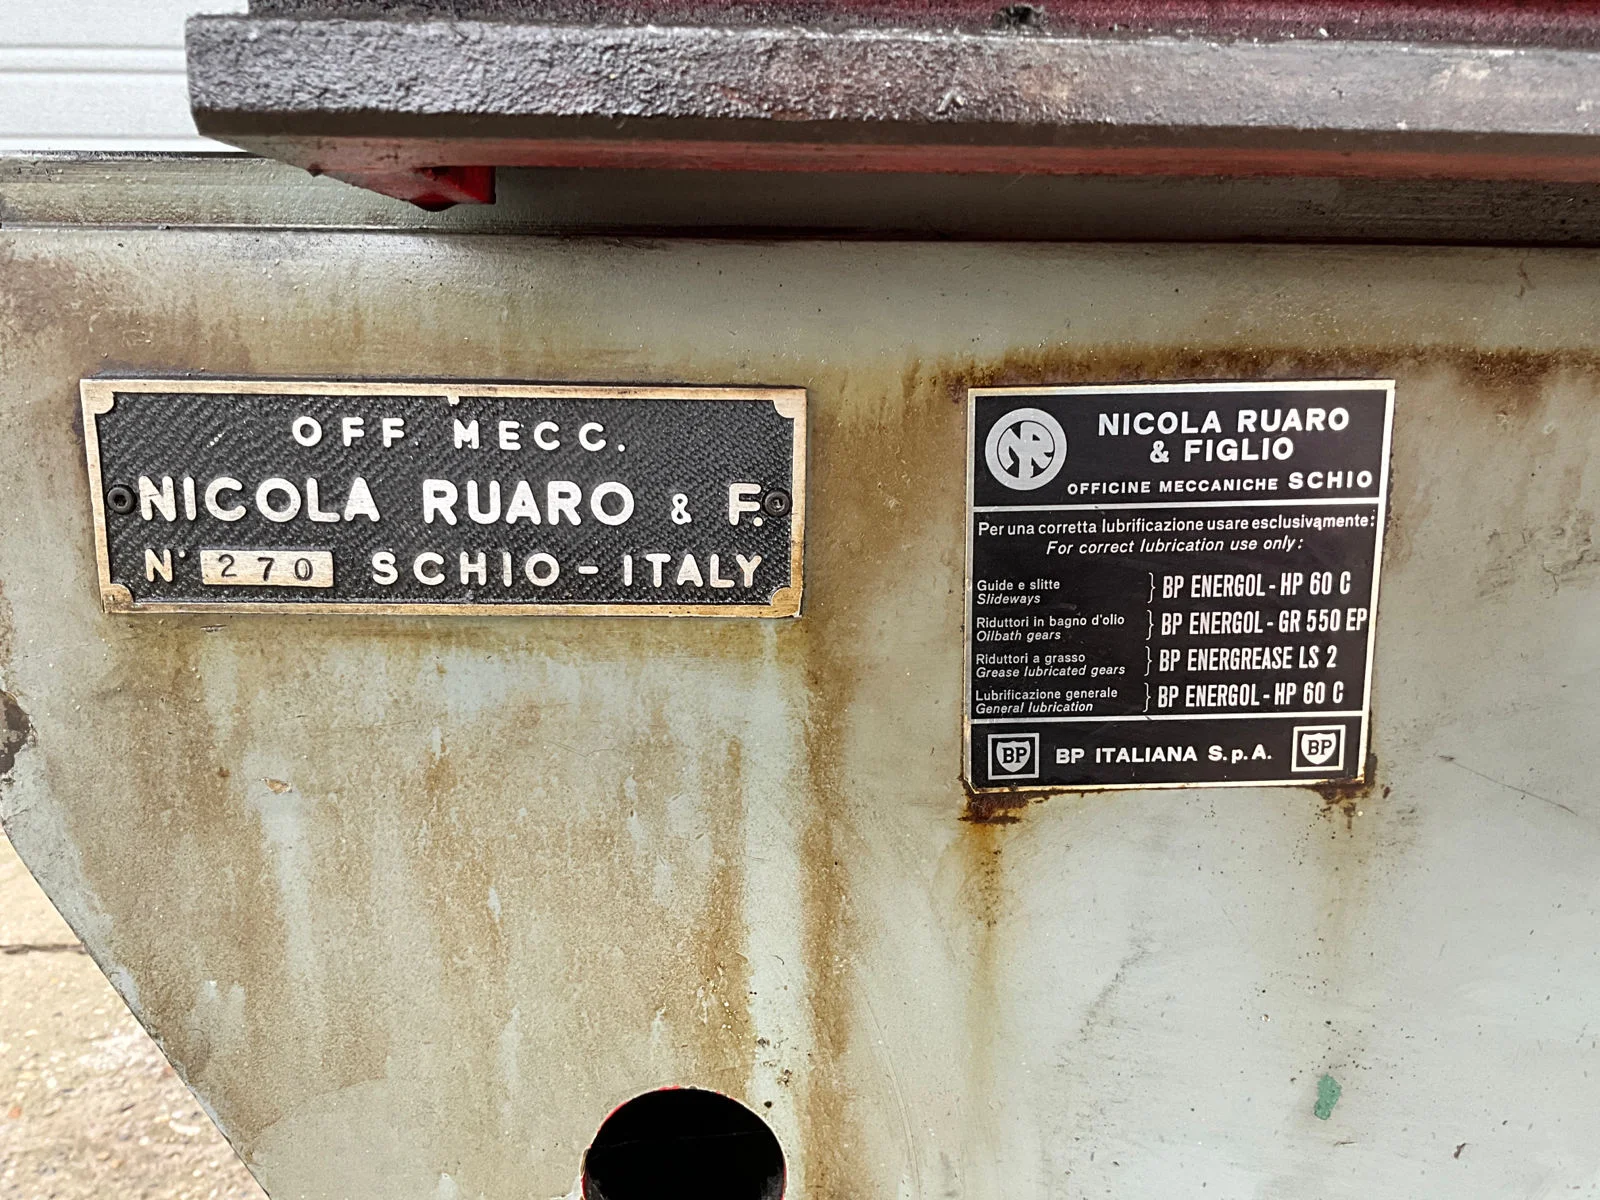 OFF. MECC.
NICOLA RUARO & F.
N° 270 SCHIO - ITALY
NR
NICOLA RUARO
& FIGLIO
OFFICINE MECCANICHE SCHIO
Per una corretta lubrificazione usare esclusivamente:
For correct lubrication use only:
Guide e slitte } BP ENERGOL - HP 60 C
Slideways
Riduttori in bagno d'olio } BP ENERGOL - GR 550 EP
Oilbath gears
Riduttori a grasso } BP ENERGREASE LS 2
Grease lubricated gears
Lubrificazione generale } BP ENERGOL - HP 60 C
General lubrication
BP BP ITALIANA S.p.A. BP